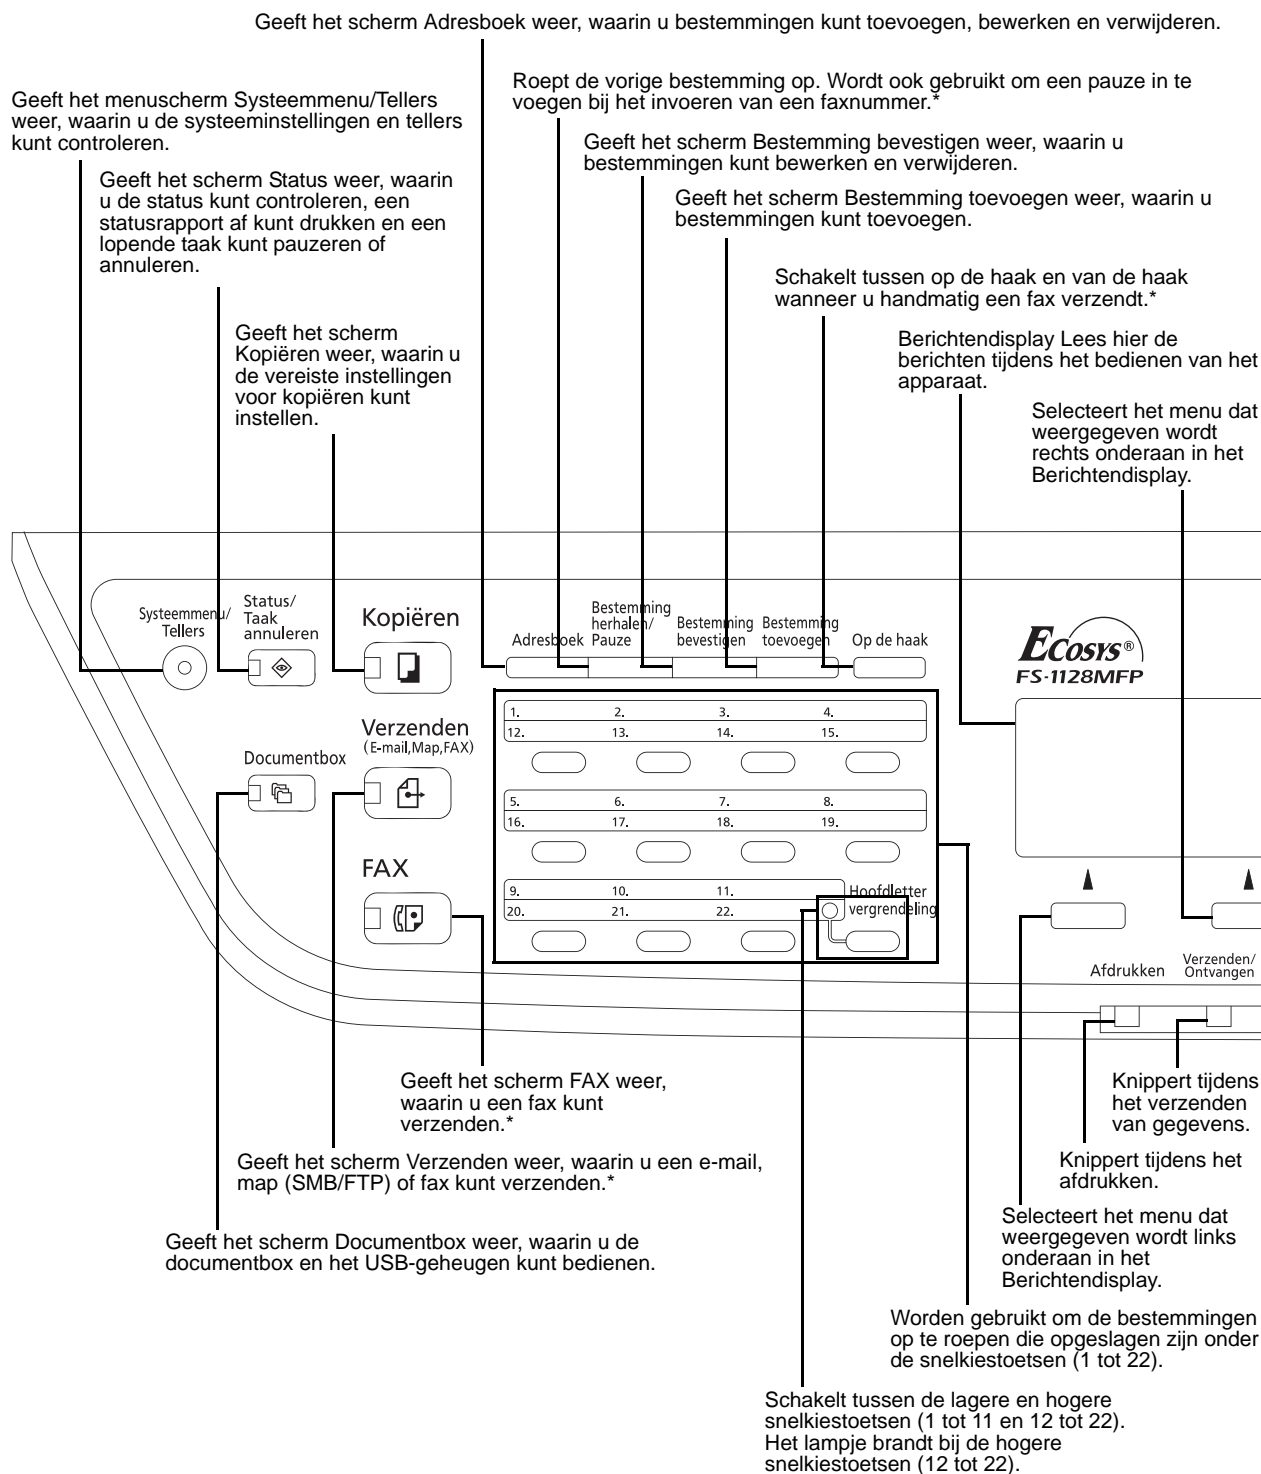 Geeft het scherm Adresboek weer, waarin u bestemmingen kunt toevoegen, bewerken en verwijderen.
Roept de vorige bestemming op. Wordt ook gebruikt om een pauze in te
voegen bij het invoeren van een faxnummer.*
Geeft het menuscherm Systeemmenu/Tellers
weer, waarin u de systeeminstellingen en tellers
kunt controleren.
Geeft het scherm Bestemming bevestigen weer, waarin u
bestemmingen kunt bewerken en verwijderen.
Geeft het scherm Status weer, waarin
u de status kunt controleren, een
statusrapport af kunt drukken en een
lopende taak kunt pauzeren of
annuleren.
Geeft het scherm Bestemming toevoegen weer, waarin u
bestemmingen kunt toevoegen.
Schakelt tussen op de haak en van de haak
wanneer u handmatig een fax verzendt.*
Geeft het scherm
Kopiëren weer, waarin u
de vereiste instellingen
voor kopiëren kunt
instellen.
Berichtendisplay Lees hier de
berichten tijdens het bedienen van het
apparaat.
Selecteert het menu dat
weergegeven wordt
rechts onderaan in het
Berichtendisplay.
Systeemmenu/
Tellers
Status/
Taak
annuleren
Kopiëren
Adresboek
Bestemming
herhalen/
Pauze
Bestemming
bevestigen
Bestemming
toevoegen
Op de haak
Ecosys®
FS-1128MFP
1. 2. 3. 4.
12. 13. 14. 15.
Verzenden
(E-mail,Map,FAX)
Documentbox
5. 6. 7. 8.
16. 17. 18. 19.
FAX
9. 10. 11.
20. 21. 22.
Hoofdletter
vergrendeling
Afdrukken
Verzenden/
Ontvangen
Geeft het scherm FAX weer,
waarin u een fax kunt
verzenden.*
Knippert tijdens
het verzenden
van gegevens.
Geeft het scherm Verzenden weer, waarin u een e-mail,
map (SMB/FTP) of fax kunt verzenden.*
Knippert tijdens het
afdrukken.
Geeft het scherm Documentbox weer, waarin u de
documentbox en het USB-geheugen kunt bedienen.
Selecteert het menu dat
weergegeven wordt links
onderaan in het
Berichtendisplay.
Worden gebruikt om de bestemmingen
op te roepen die opgeslagen zijn onder
de snelkiestoetsen (1 tot 22).
Schakelt tussen de lagere en hogere
snelkiestoetsen (1 tot 11 en 12 tot 22).
Het lampje brandt bij de hogere
snelkiestoetsen (12 tot 22).